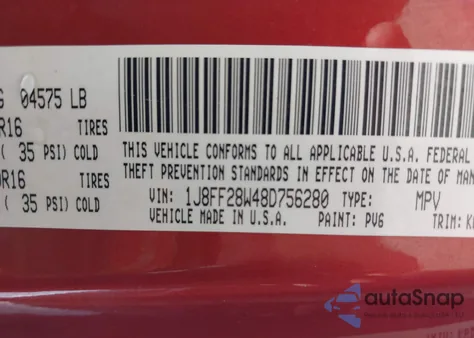 G 04575 LB
R16 TIRES
( 35 PSI) COLD
R16 TIRES
( 35 PSI) COLD
THIS VEHICLE CONFORMS TO ALL APPLICABLE U.S.A. FEDERAL
THEFT PREVENTION STANDARDS IN EFFECT ON THE DATE OF MAN
VIN: 1J8FF28W48D756280 TYPE: MPV
VEHICLE MADE IN U.S.A. PAINT: PV6 TRIM:
autoSnap